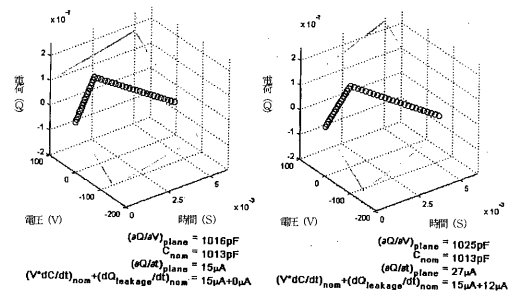 x 10⁻⁷
2
1
0
-1
-2
電荷 (C)
100
0
-100
-200
電圧 (V)
0
2.5
5
x 10⁻³
時間 (S)
(∂Q/∂V)plane = 1016pF
Cnom = 1013pF
(∂Q/∂t)plane = 15μA
(V*dC/dt)nom+(dQleakage/dt)nom = 15μA+0μA
x 10⁻⁷
2
1
0
-1
-2
電荷 (C)
100
0
-100
-200
電圧 (V)
0
2.5
5
x 10⁻³
時間 (S)
(∂Q/∂V)plane = 1025pF
Cnom = 1013pF
(∂Q/∂t)plane = 27μA
(V*dC/dt)nom+(dQleakage/dt)nom = 15μA+12μA